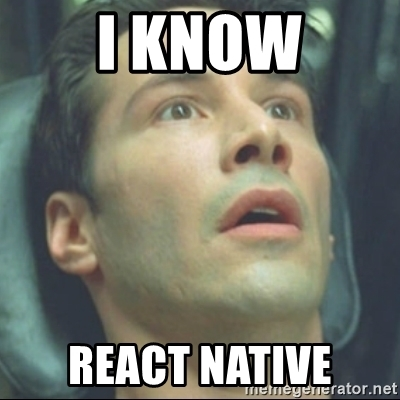 I KNOW
REACT NATIVE
memegenerator.net